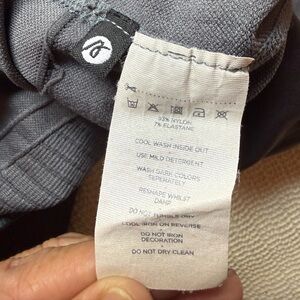 93% NYLON
7% ELASTANE
COOL WASH INSIDE OUT
USE MILD DETERGENT
WASH DARK COLORS
SEPERATELY
RESHAPE WHILST
DAMP
DO NOT TUMBLE DRY
COOL IRON ON REVERSE
DO NOT IRON
DECORATION
DO NOT DRY CLEAN